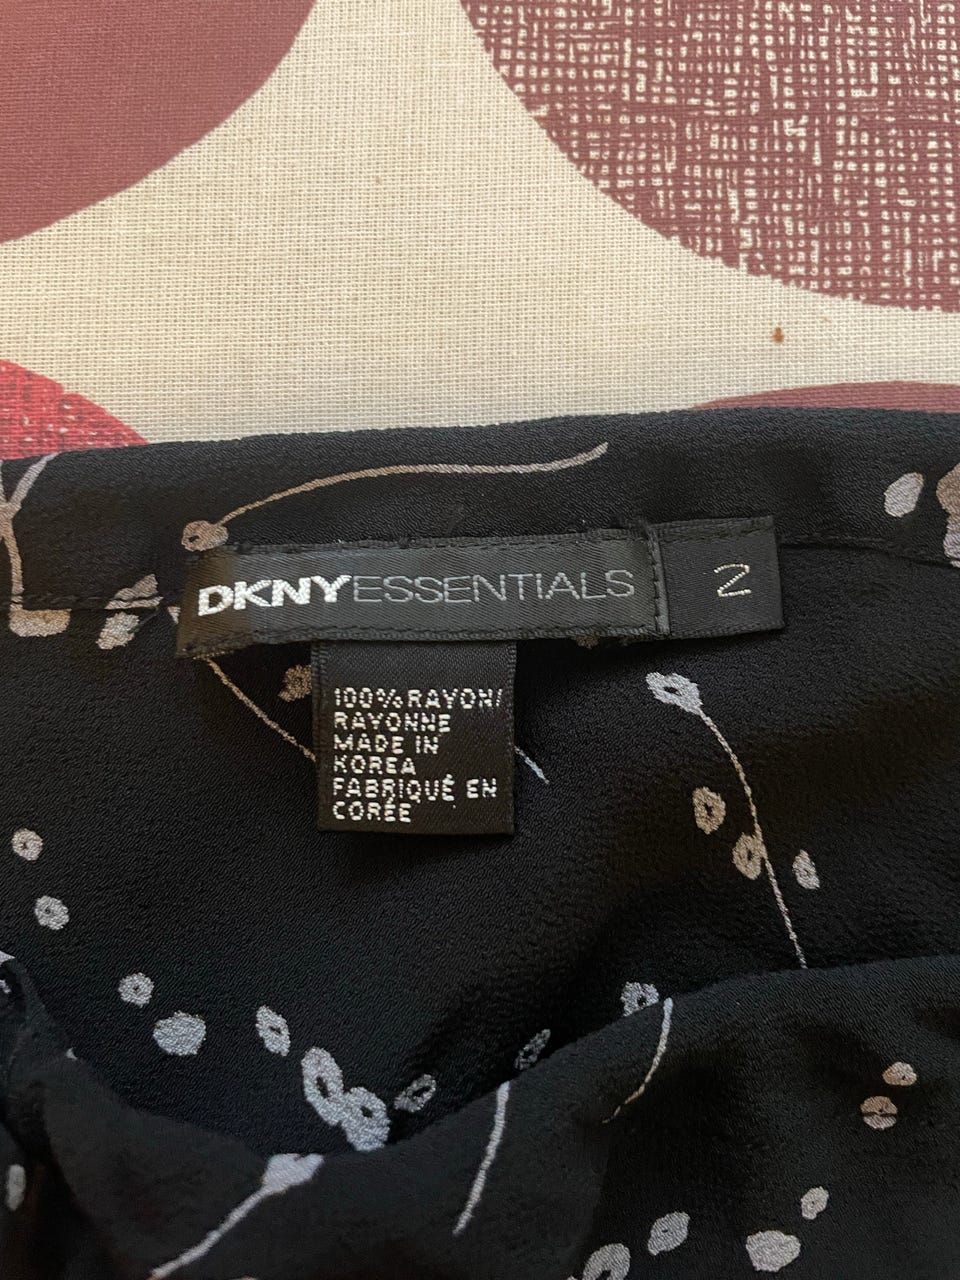 DKNYESSENTIALS 2
100% RAYON/
RAYONNE
MADE IN
KOREA
FABRIQUÉ EN
CORÉE